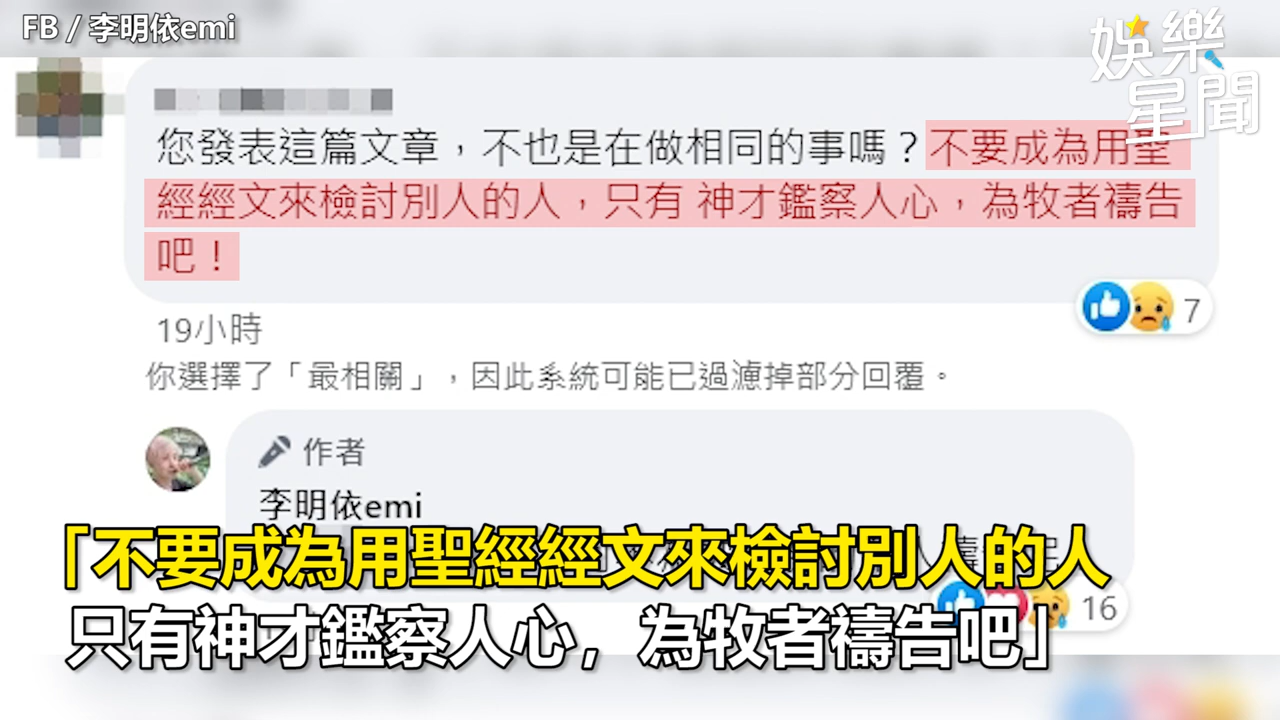 FB / 李明依emi
娛樂
星聞
您發表這篇文章，不也是在做相同的事嗎？不要成為用聖
經經文來檢討別人的人，只有 神才鑑察人心，為牧者禱告
吧！
7
19小時
你選擇了「最相關」，因此系統可能已過濾掉部分回覆。
作者
李明依emi
「不要成為用聖經經文來檢討別人的人
16
只有神才鑑察人心，為牧者禱告吧」